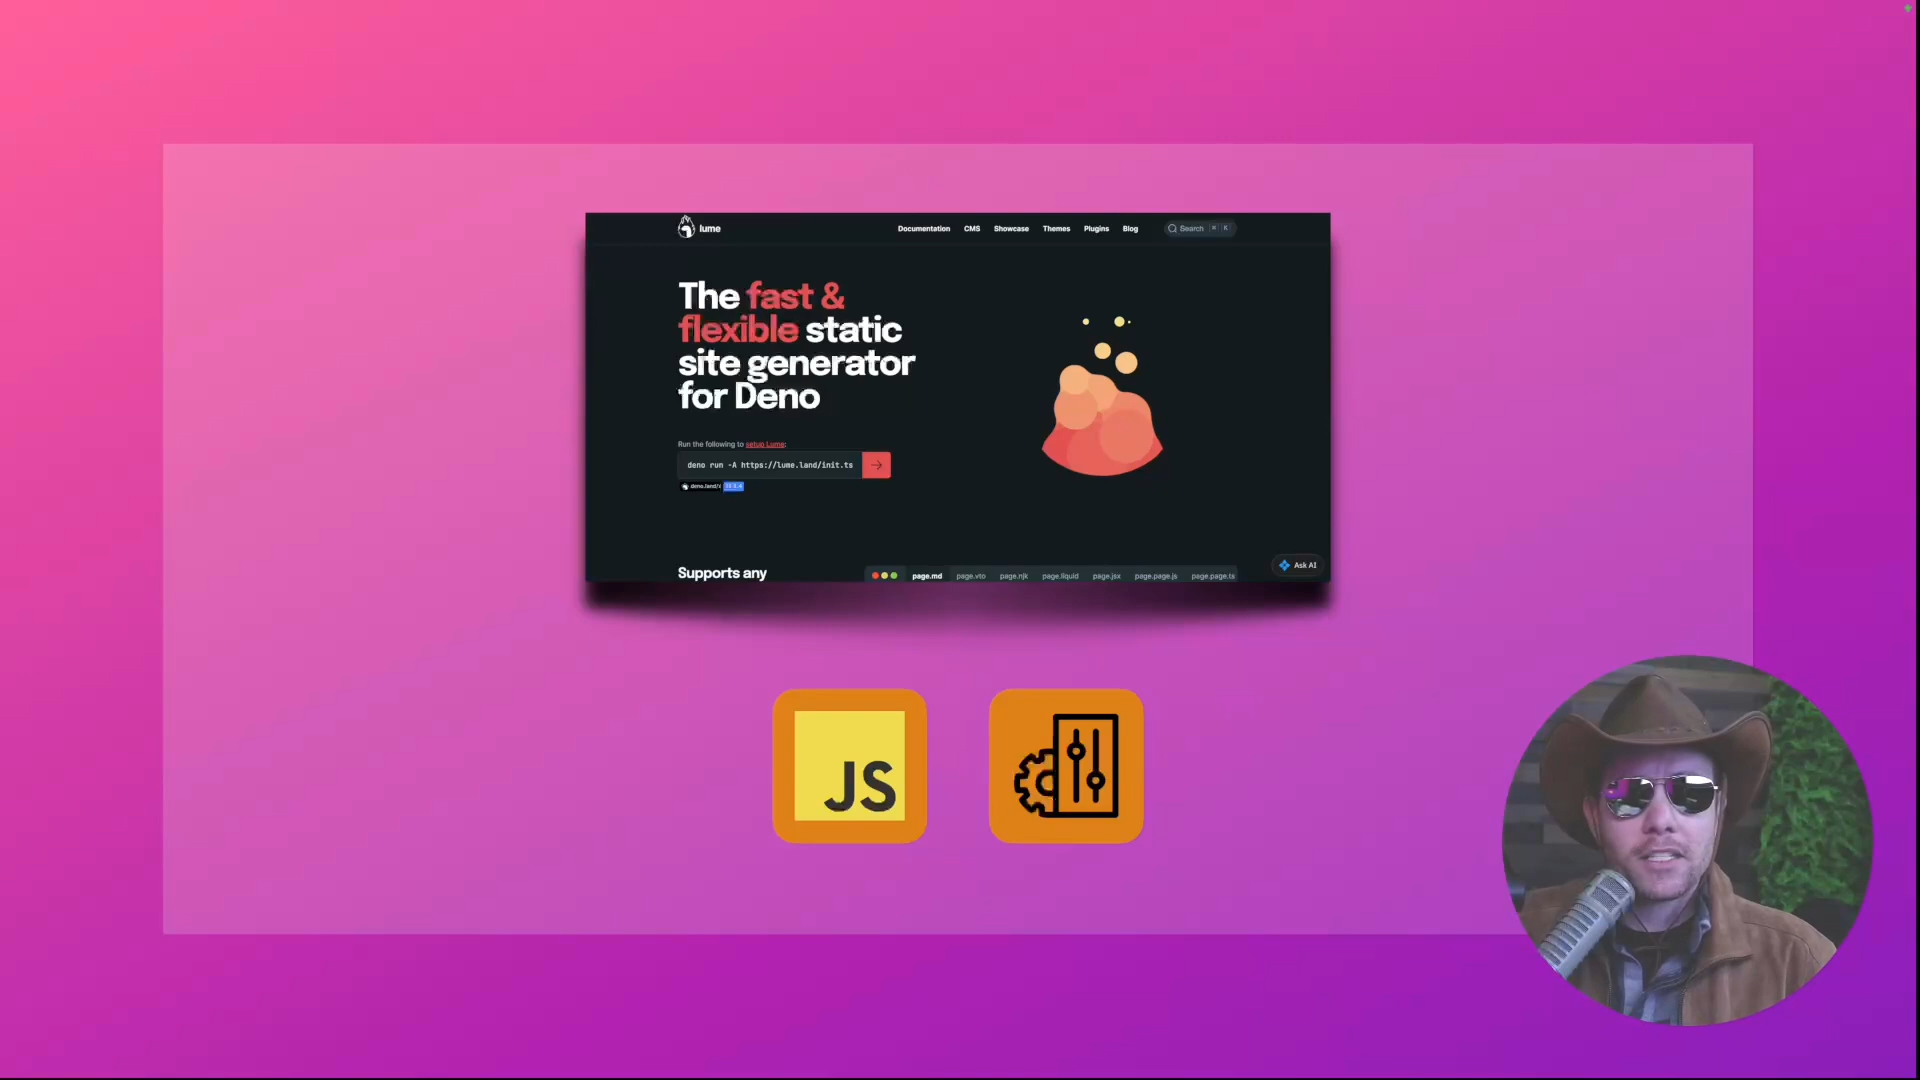 lume
Documentation CMS Showcase Themes Plugins Blog
Search ⌘ K
The fast &
flexible static
site generator
for Deno
Run the following to setup Lume:
deno run -A https://lume.land/init.ts
deno.land/x
Supports any
page.md page.vto page.njk page.liquid page.jsx page.page.js page.page.ts
Ask AI
JS